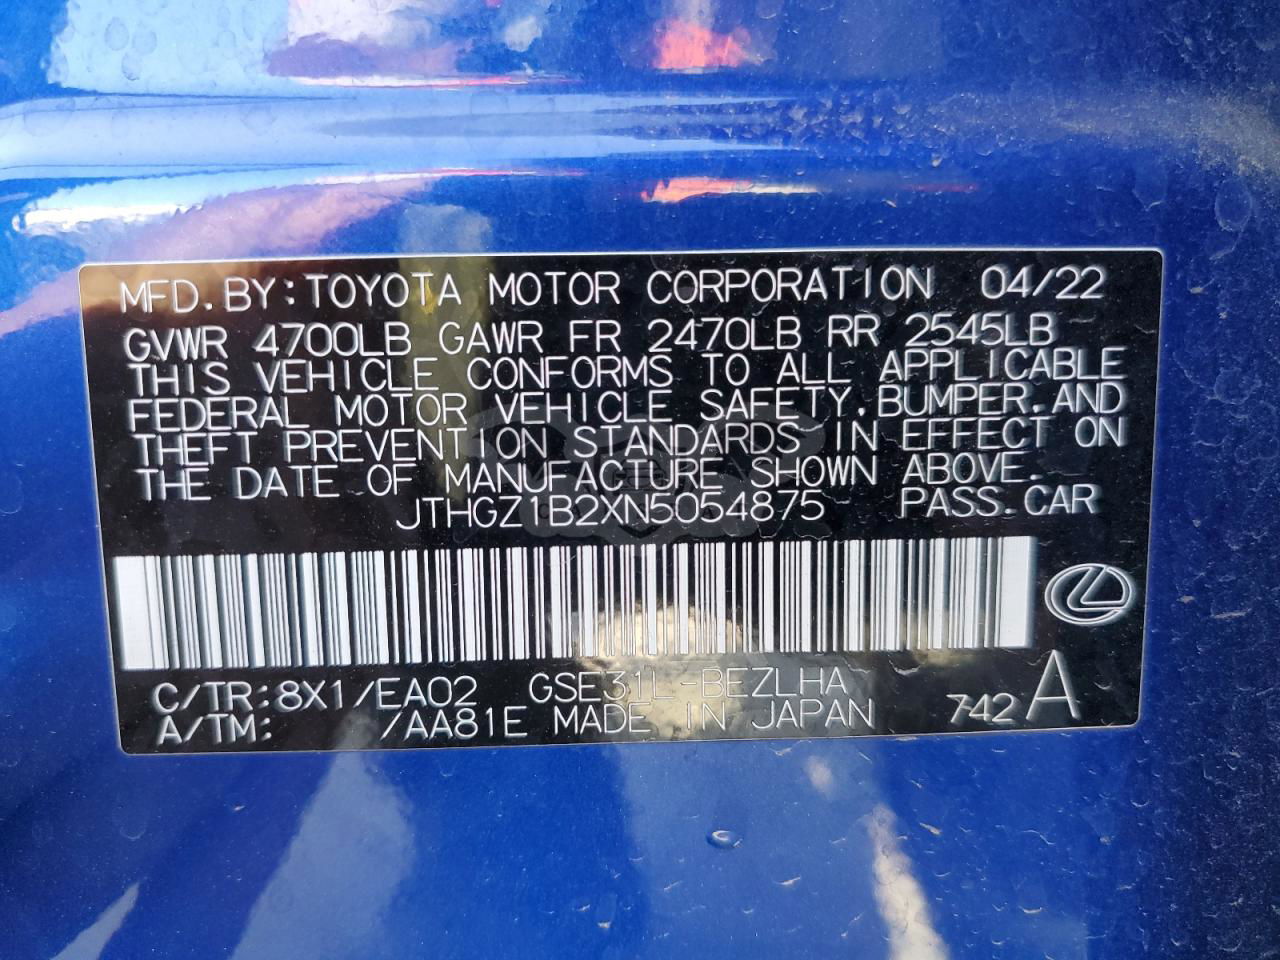 MFD.BY:TOYOTA MOTOR CORPORATION 04/22
GVWR 4700LB GAWR FR 2470LB RR 2545LB
THIS VEHICLE CONFORMS TO ALL APPLICABLE
FEDERAL MOTOR VEHICLE SAFETY,BUMPER,AND
THEFT PREVENTION STANDARDS IN EFFECT ON
THE DATE OF MANUFACTURE SHOWN ABOVE.
JTHGZ1B2XN5054875 PASS.CAR
C/TR:8X1/EA02 GSE31L-BEZLHA
A/TM: /AA81E MADE IN JAPAN 742 A